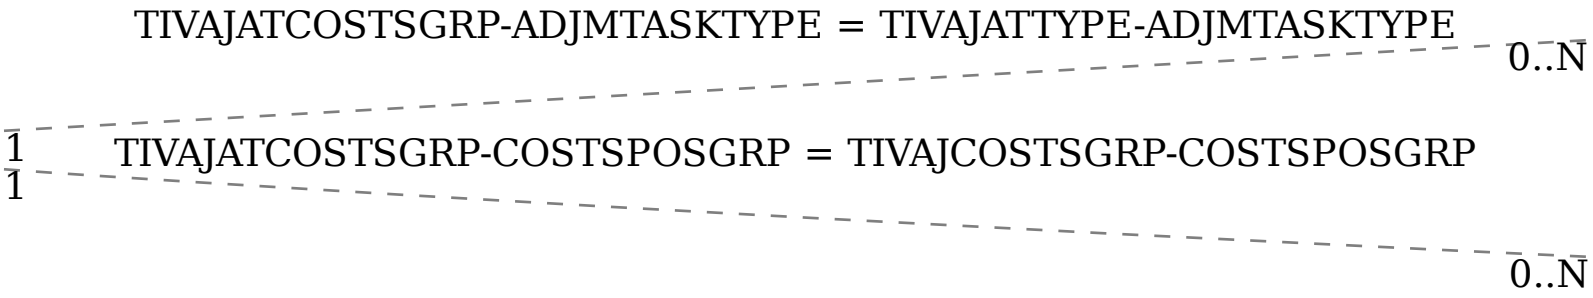 TIVAJATCOSTSGRP-ADJMTASKTYPE = TIVAJATTYPE-ADJMTASKTYPE
0..N
1
TIVAJATCOSTSGRP-COSTSPOSGRP = TIVAJCOSTSGRP-COSTSPOSGRP
1
0..N